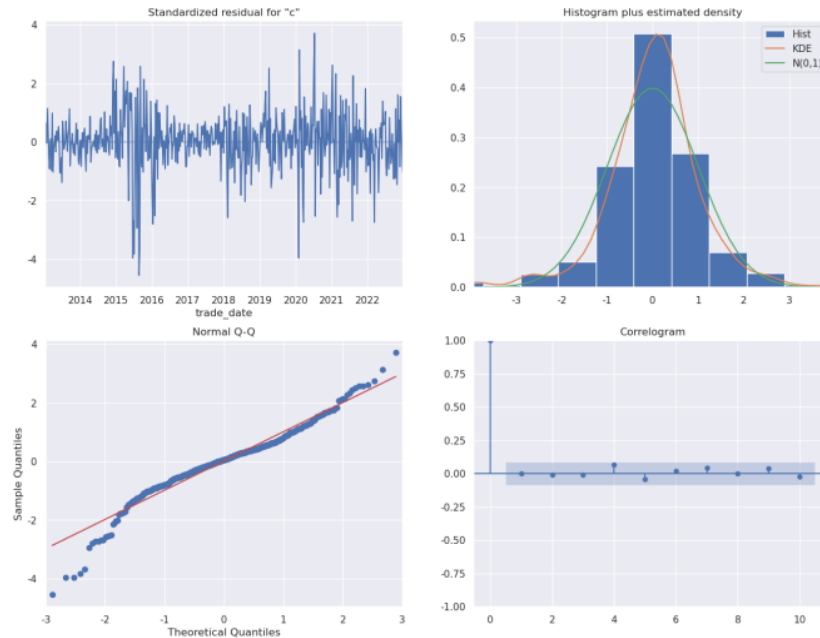 Standardized residual for "c"
4
2
0
-2
-4
2014 2015 2016 2017 2018 2019 2020 2021 2022
trade_date
Histogram plus estimated density
Hist
KDE
N(0,1)
0.5
0.4
0.3
0.2
0.1
0.0
-3 -2 -1 0 1 2 3
Normal Q-Q
4
2
0
-2
-4
Sample Quantiles
-3 -2 -1 0 1 2 3
Theoretical Quantiles
Correlogram
1.00
0.75
0.50
0.25
0.00
-0.25
-0.50
-0.75
-1.00
0 2 4 6 8 10